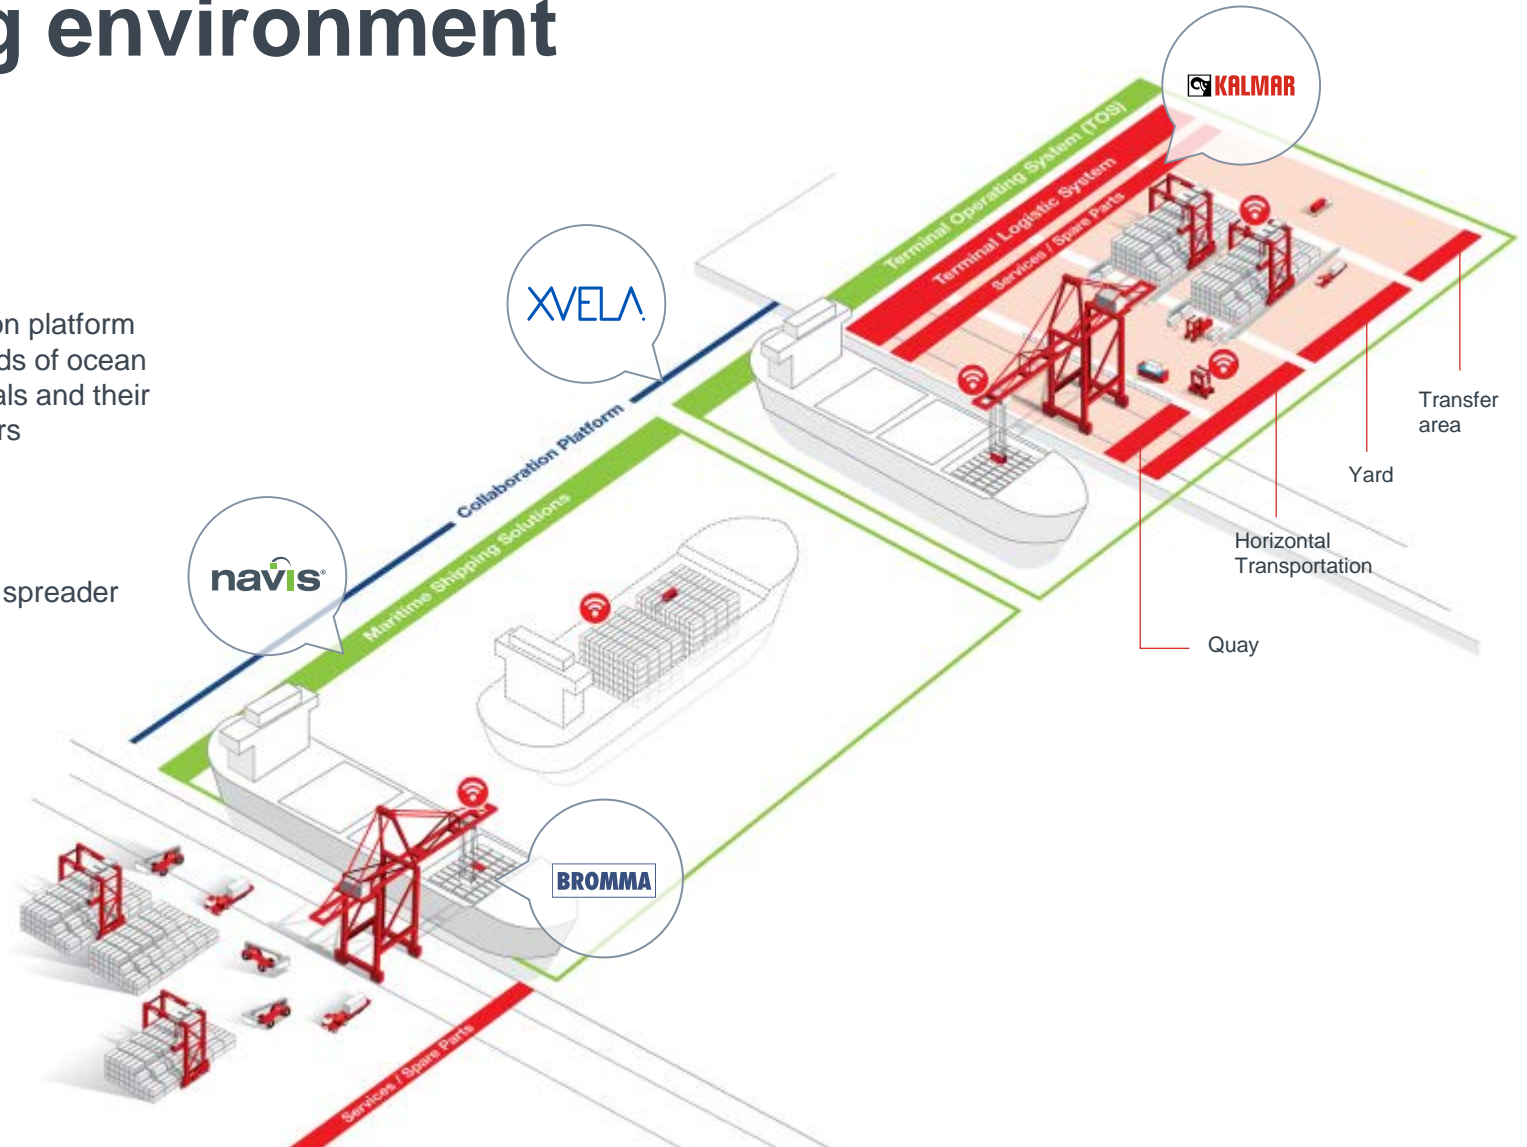 g environment
KALMAR
Terminal Operating System (TOS)
Terminal Logistic System
Services / Spare Parts
XVELA
on platform
ds of ocean
als and their
rs
Collaboration Platform
Transfer
area
Yard
Maritime Shipping Solutions
Horizontal
Transportation
navis
spreader
Quay
BROMMA
Services / Spare Parts